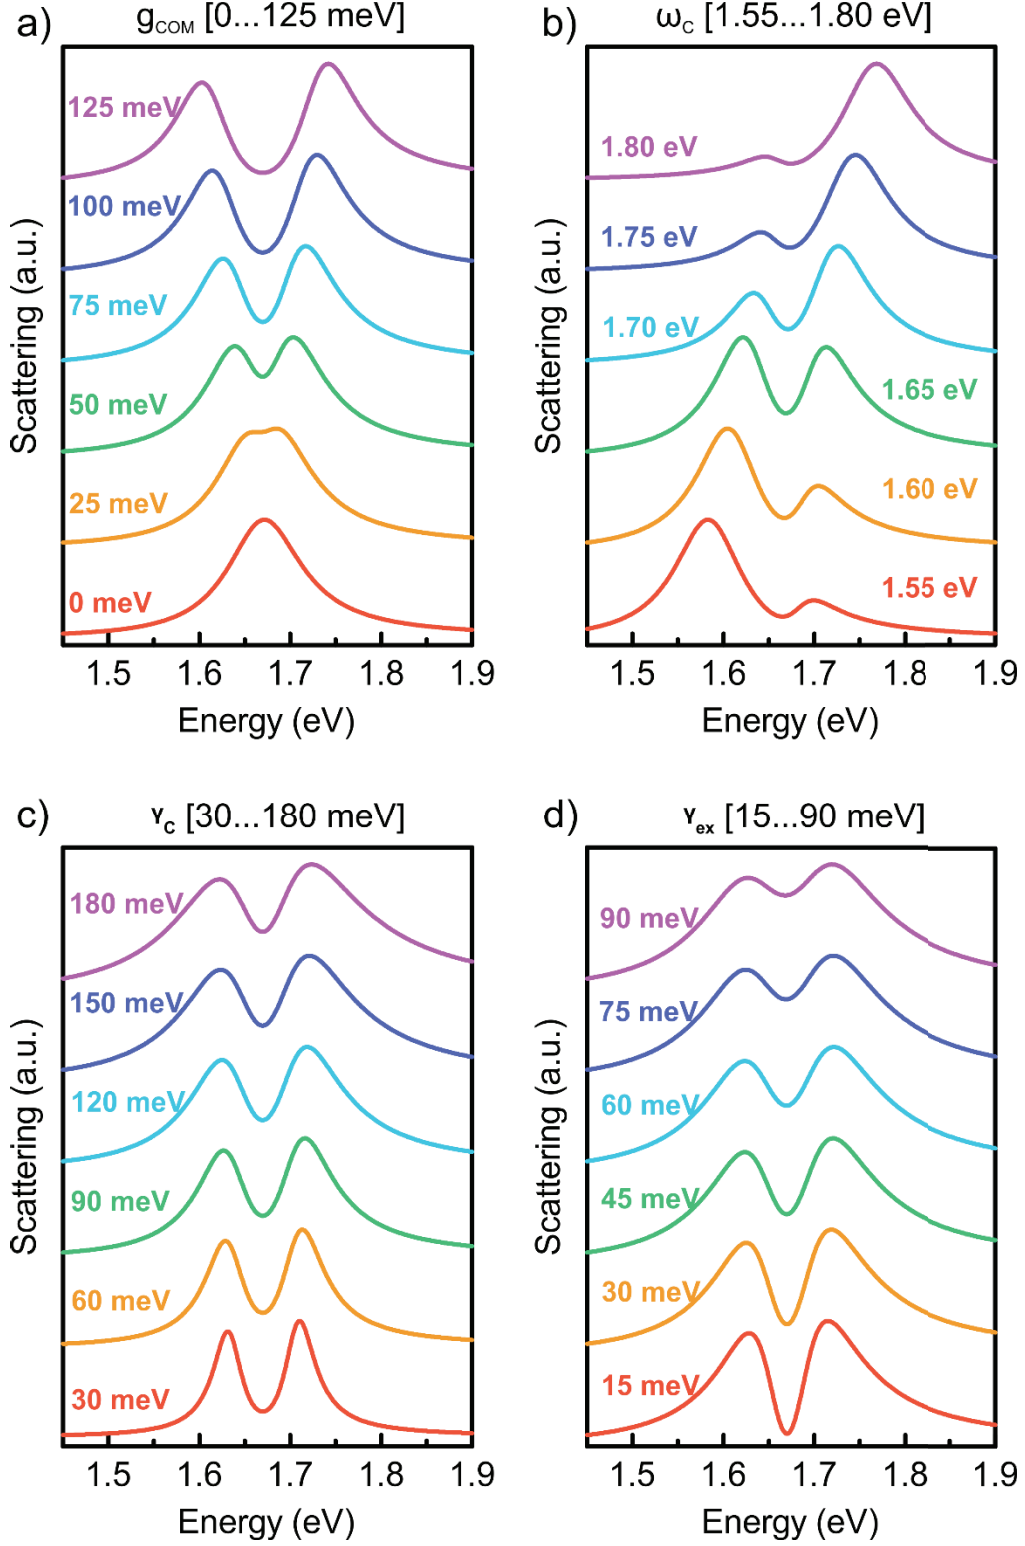 a) g_COM [0...125 meV]
125 meV
100 meV
75 meV
50 meV
25 meV
0 meV
Scattering (a.u.)
1.5 1.6 1.7 1.8 1.9
Energy (eV)
b) ω_C [1.55...1.80 eV]
1.80 eV
1.75 eV
1.70 eV
1.65 eV
1.60 eV
1.55 eV
Scattering (a.u.)
1.5 1.6 1.7 1.8 1.9
Energy (eV)
c) γ_C [30...180 meV]
180 meV
150 meV
120 meV
90 meV
60 meV
30 meV
Scattering (a.u.)
1.5 1.6 1.7 1.8 1.9
Energy (eV)
d) γ_ex [15...90 meV]
90 meV
75 meV
60 meV
45 meV
30 meV
15 meV
Scattering (a.u.)
1.5 1.6 1.7 1.8 1.9
Energy (eV)